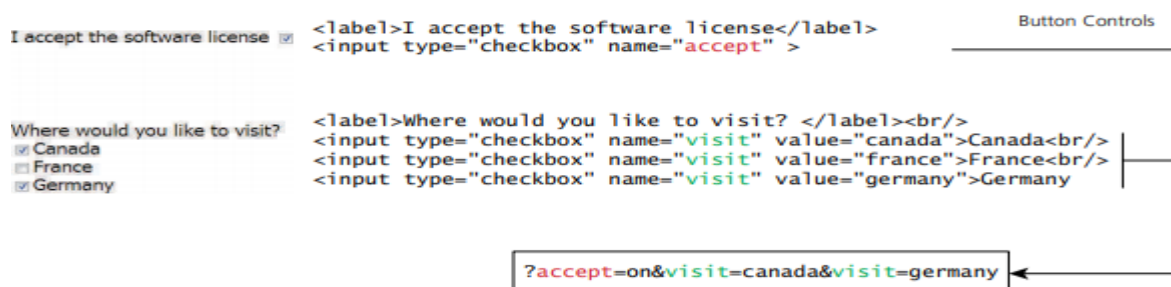 Button Controls
I accept the software license
<label>I accept the software license</label>
<input type="checkbox" name="accept" >
Where would you like to visit?
Canada
France
Germany
<label>Where would you like to visit? </label><br/>
<input type="checkbox" name="visit" value="canada">Canada<br/>
<input type="checkbox" name="visit" value="france">France<br/>
<input type="checkbox" name="visit" value="germany">Germany
?accept=on&visit=canada&visit=germany